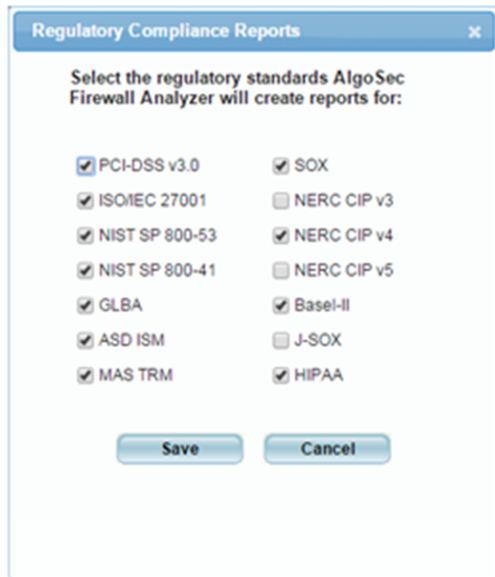 Regulatory Compliance Reports
Select the regulatory standards AlgoSec
Firewall Analyzer will create reports for:
PCI-DSS v3.0
SOX
ISO/IEC 27001
NERC CIP v3
NIST SP 800-53
NERC CIP v4
NIST SP 800-41
NERC CIP v5
GLBA
Basel-II
ASD ISM
J-SOX
MAS TRM
HIPAA
Save
Cancel